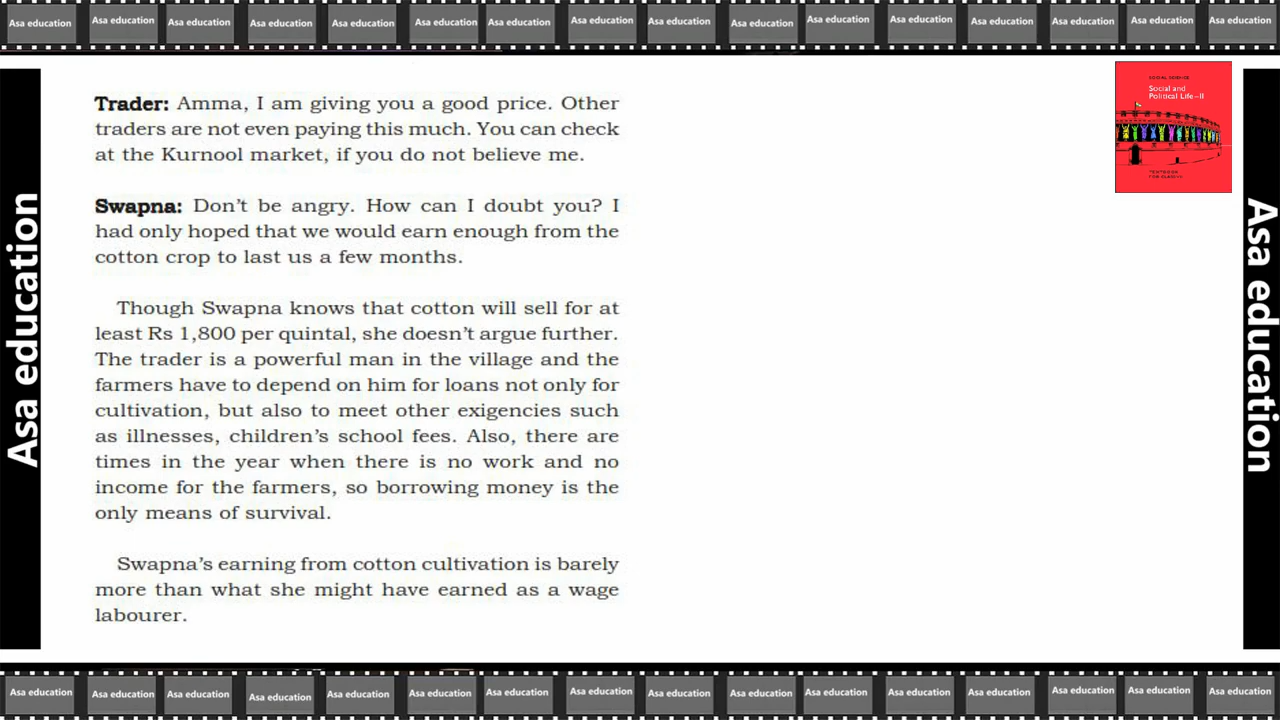 Asa education Asa education Asa education Asa education Asa education Asa education Asa education Asa education Asa education Asa education Asa education Asa education Asa education Asa education Asa education Asa education
SOCIAL SCIENCE
Social and
Political Life–II
TEXTBOOK
FOR CLASS VII
Asa education
Trader: Amma, I am giving you a good price. Other
traders are not even paying this much. You can check
at the Kurnool market, if you do not believe me.
Swapna: Don't be angry. How can I doubt you? I
had only hoped that we would earn enough from the
cotton crop to last us a few months.
Though Swapna knows that cotton will sell for at
least Rs 1,800 per quintal, she doesn't argue further.
The trader is a powerful man in the village and the
farmers have to depend on him for loans not only for
cultivation, but also to meet other exigencies such
as illnesses, children's school fees. Also, there are
times in the year when there is no work and no
income for the farmers, so borrowing money is the
only means of survival.
Swapna's earning from cotton cultivation is barely
more than what she might have earned as a wage
labourer.
Asa education
Asa education Asa education Asa education Asa education Asa education Asa education Asa education Asa education Asa education Asa education Asa education Asa education Asa education Asa education Asa education Asa education